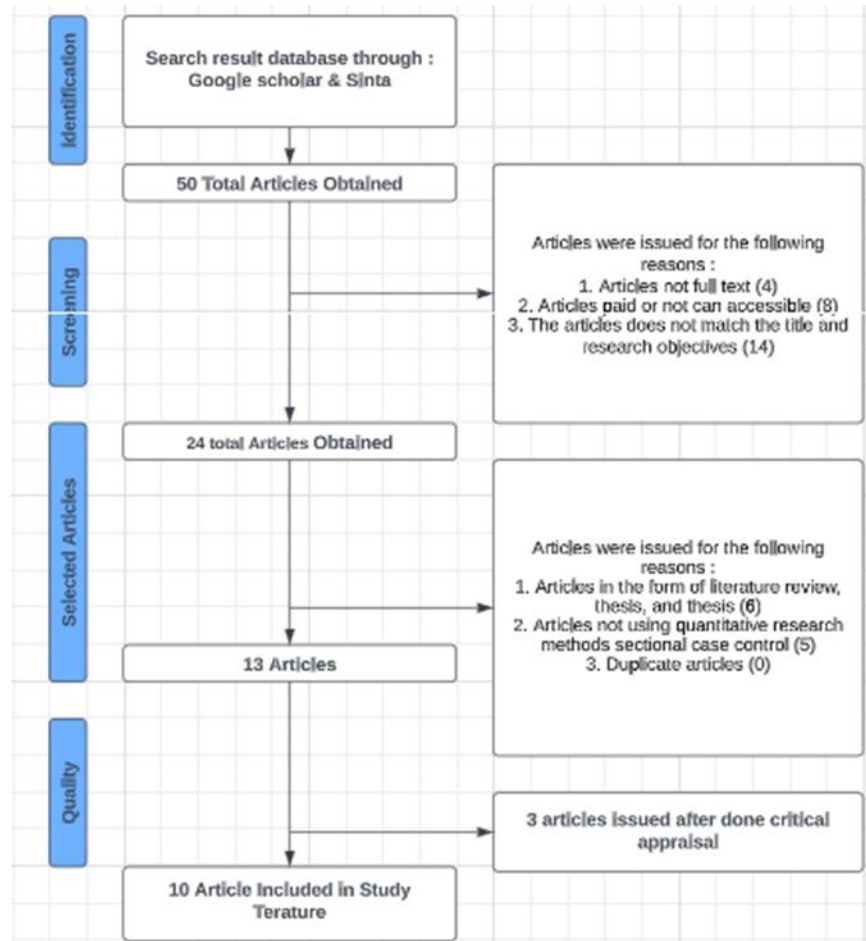 Identification
Search result database through :
Google scholar & Sinta
50 Total Articles Obtained
Screening
Articles were issued for the following
reasons :
1. Articles not full text (4)
2. Articles paid or not can accessible (8)
3. The articles does not match the title and
research objectives (14)
24 total Articles Obtained
Selected Articles
Articles were issued for the following
reasons :
1. Articles in the form of literature review,
thesis, and thesis (6)
2. Articles not using quantitative research
methods sectional case control (5)
3. Duplicate articles (0)
13 Articles
Quality
3 articles issued after done critical
appraisal
10 Article Included in Study
Terature